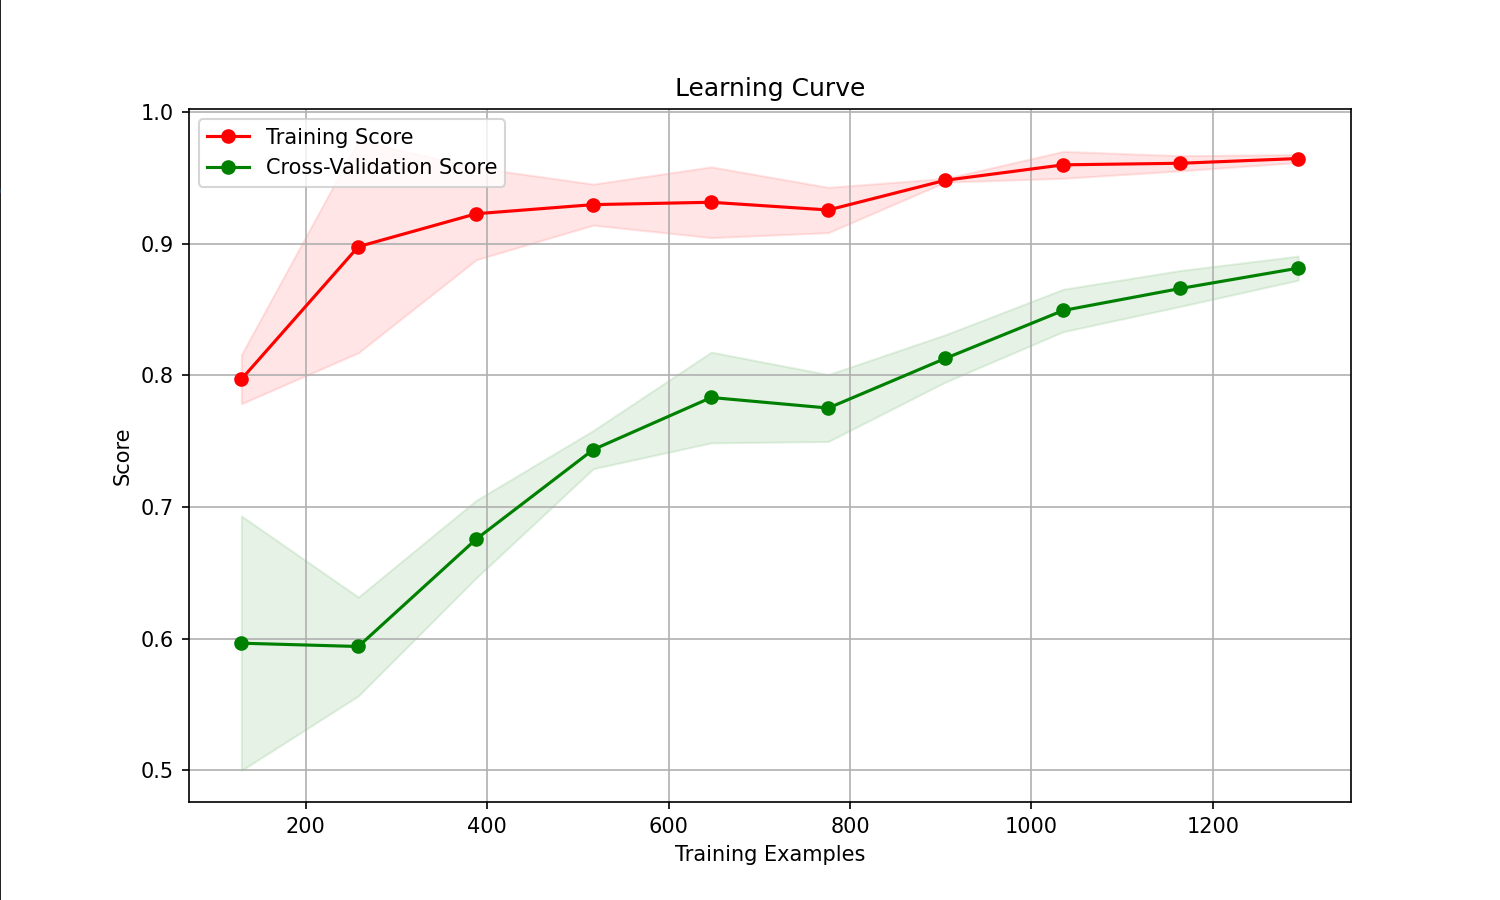 Learning Curve
Training Score
Cross-Validation Score
1.0
0.9
0.8
0.7
0.6
0.5
Score
200 400 600 800 1000 1200
Training Examples